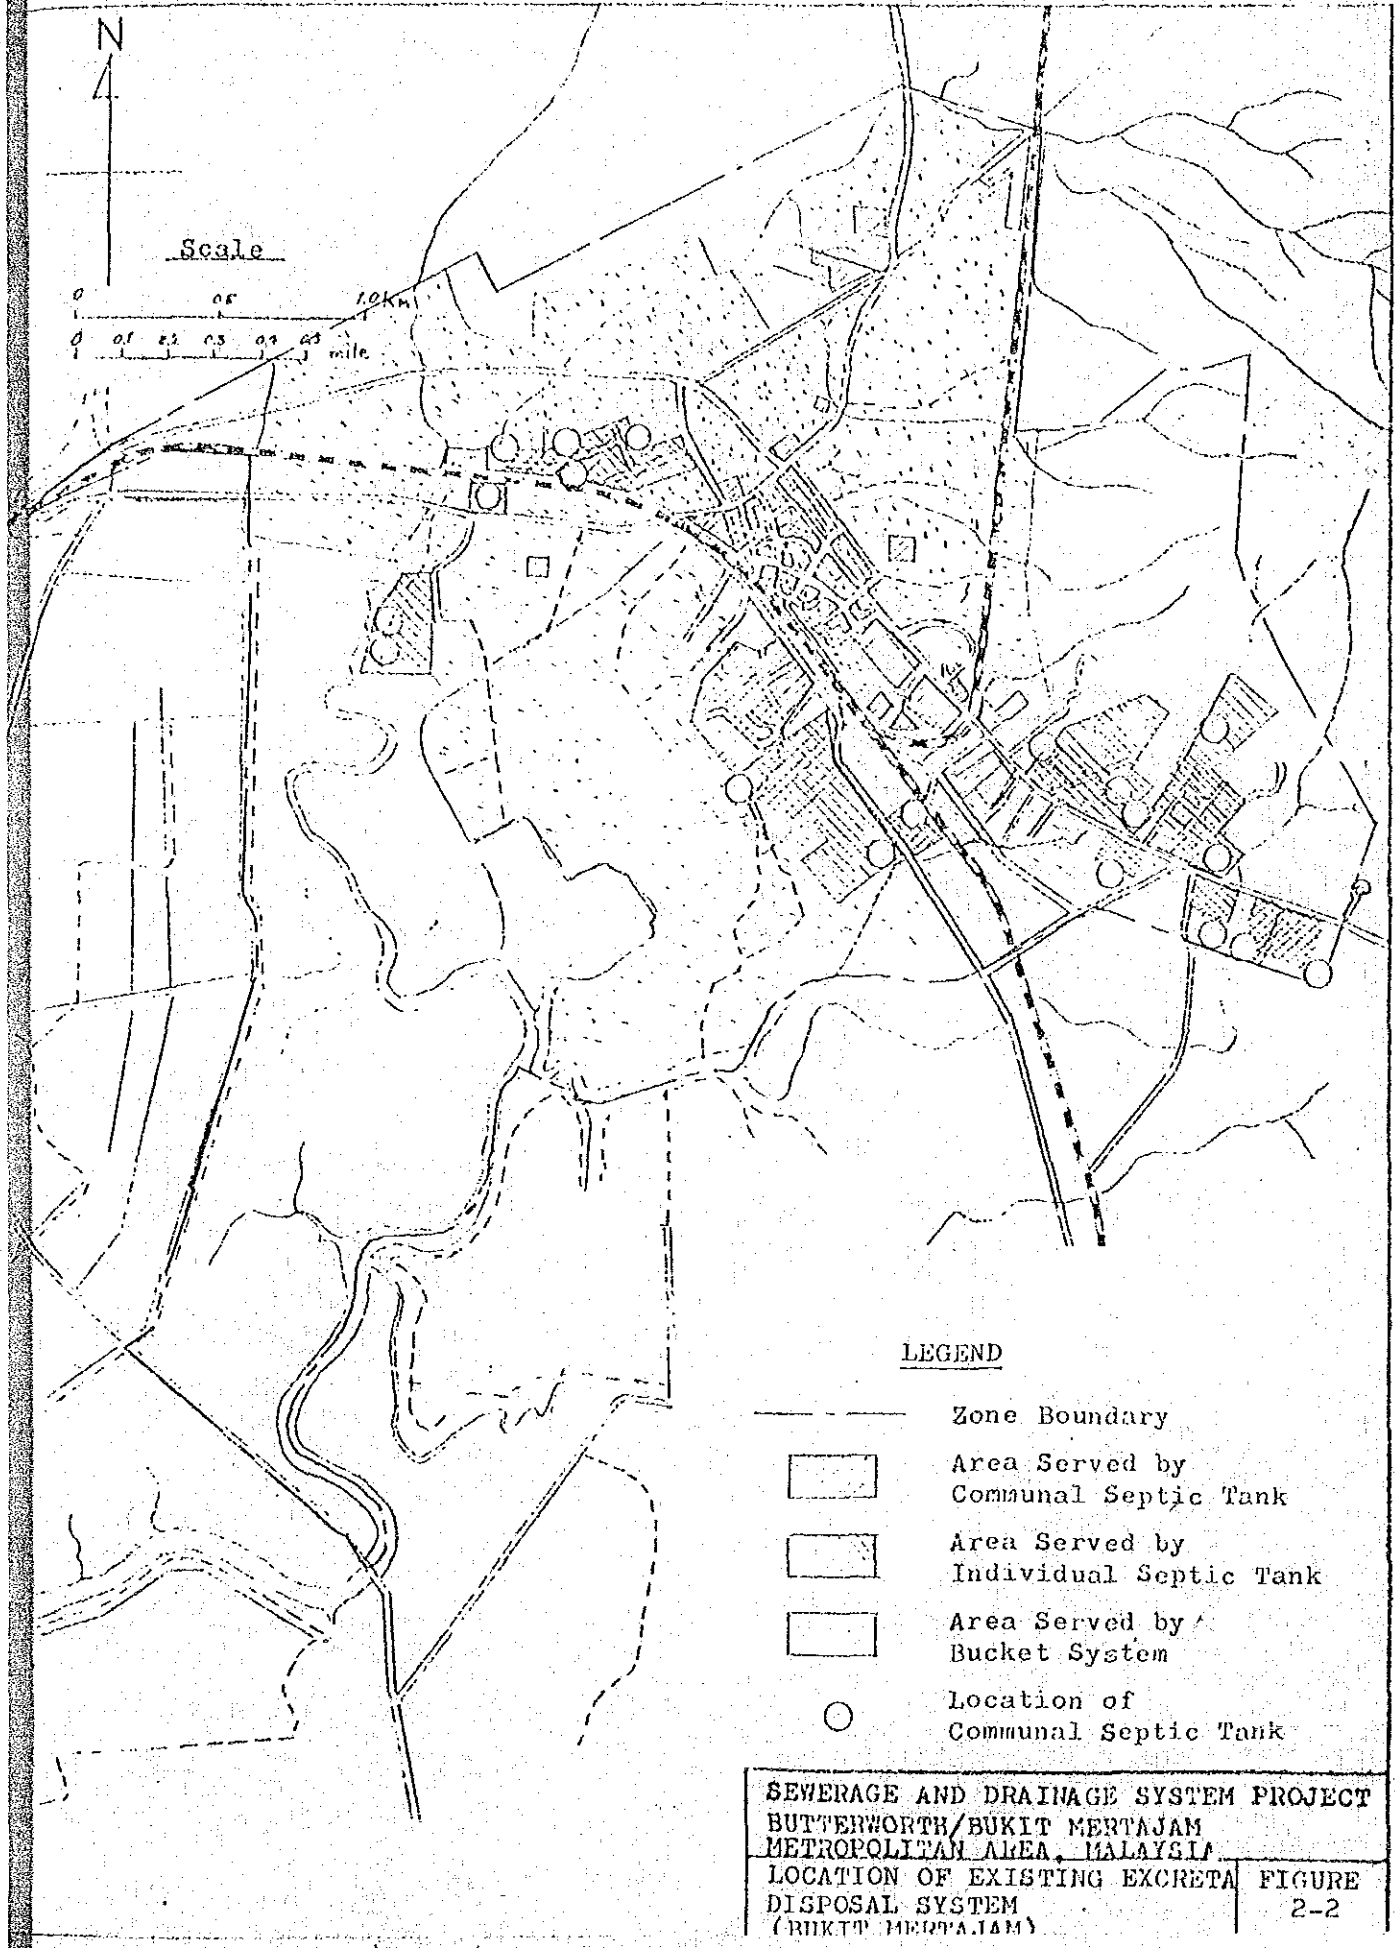 N
Scale
0 0.5 1.0Km
0 0.1 0.2 0.3 0.4 0.5 mile
LEGEND
Zone Boundary
Area Served by
Communal Septic Tank
Area Served by
Individual Septic Tank
Area Served by
Bucket System
Location of
Communal Septic Tank
SEWERAGE AND DRAINAGE SYSTEM PROJECT
BUTTERWORTH/BUKIT MERTAJAM
METROPOLITAN AREA, MALAYSIA
LOCATION OF EXISTING EXCRETA
DISPOSAL SYSTEM
(BUKIT MERTAJAM)
FIGURE
2-2